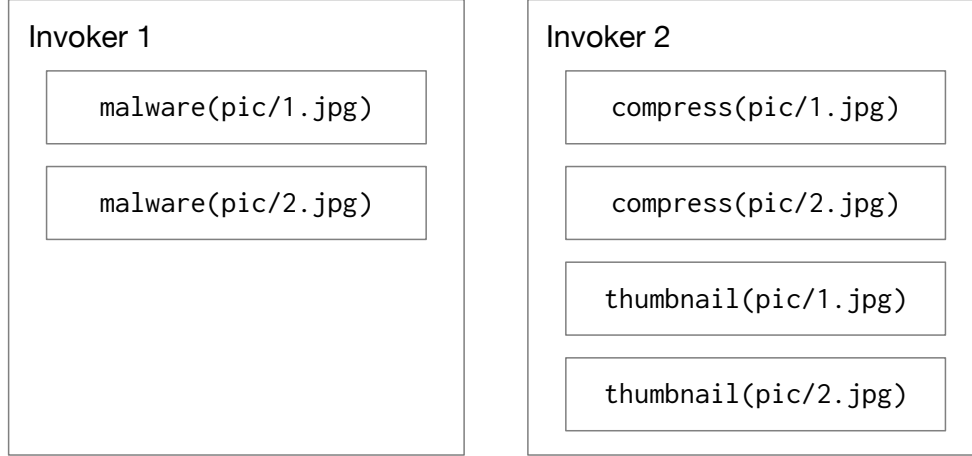 Invoker 1
malware(pic/1.jpg)
malware(pic/2.jpg)
Invoker 2
compress(pic/1.jpg)
compress(pic/2.jpg)
thumbnail(pic/1.jpg)
thumbnail(pic/2.jpg)